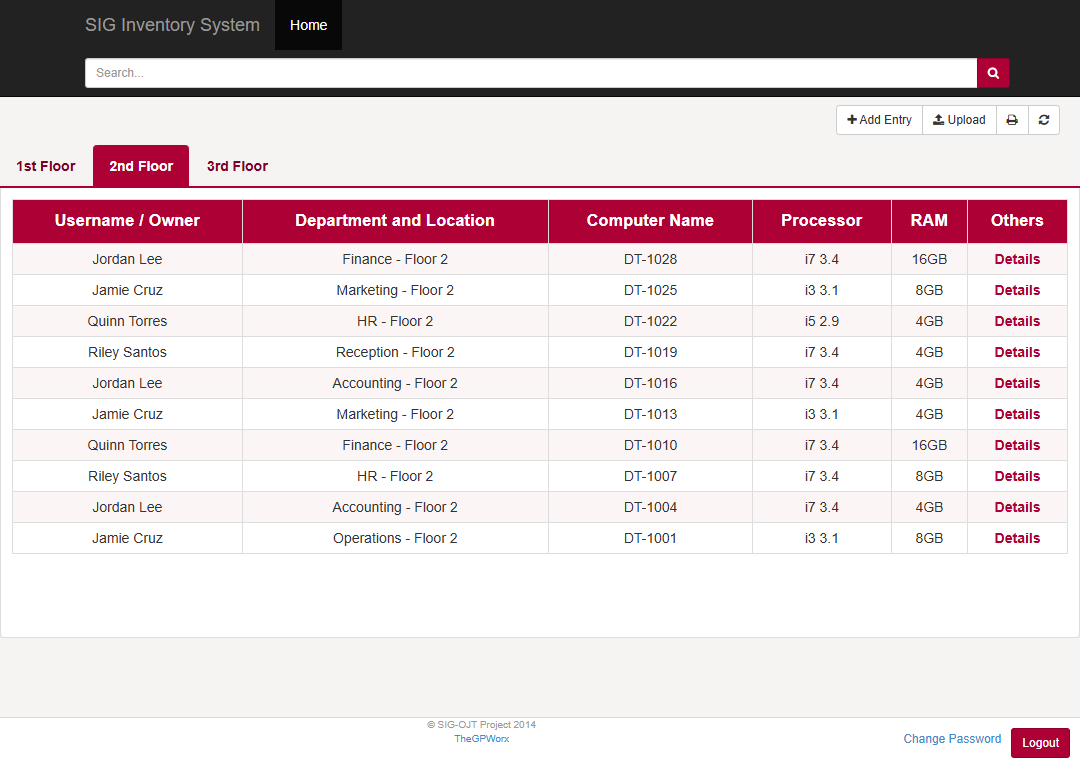 SIG Inventory System Home
Search...
Add Entry Upload
1st Floor 2nd Floor 3rd Floor
Username / Owner Department and Location Computer Name Processor RAM Others
Jordan Lee Finance - Floor 2 DT-1028 i7 3.4 16GB Details
Jamie Cruz Marketing - Floor 2 DT-1025 i3 3.1 8GB Details
Quinn Torres HR - Floor 2 DT-1022 i5 2.9 4GB Details
Riley Santos Reception - Floor 2 DT-1019 i7 3.4 4GB Details
Jordan Lee Accounting - Floor 2 DT-1016 i7 3.4 4GB Details
Jamie Cruz Marketing - Floor 2 DT-1013 i3 3.1 4GB Details
Quinn Torres Finance - Floor 2 DT-1010 i7 3.4 16GB Details
Riley Santos HR - Floor 2 DT-1007 i7 3.4 8GB Details
Jordan Lee Accounting - Floor 2 DT-1004 i7 3.4 4GB Details
Jamie Cruz Operations - Floor 2 DT-1001 i3 3.1 8GB Details
© SIG-OJT Project 2014
TheGPWorx
Change Password Logout